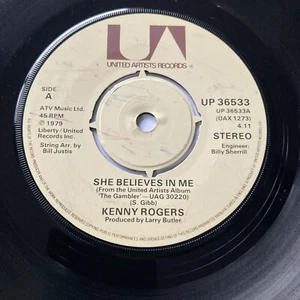 UA
UNITED ARTISTS RECORDS
SIDE
A
ATV Music Ltd.
45 RPM
℗ 1979
Liberty/United
Records Inc.
String Arr. by
Bill Justis
UP 36533
UP 36533A
(UAX 1273)
4.11
STEREO
Engineer:
Billy Sherrill
SHE BELIEVES IN ME
(From the United Artists Album
'The Gambler'—UAG 30220)
(S. Gibb)
KENNY ROGERS
Produced by Larry Butler